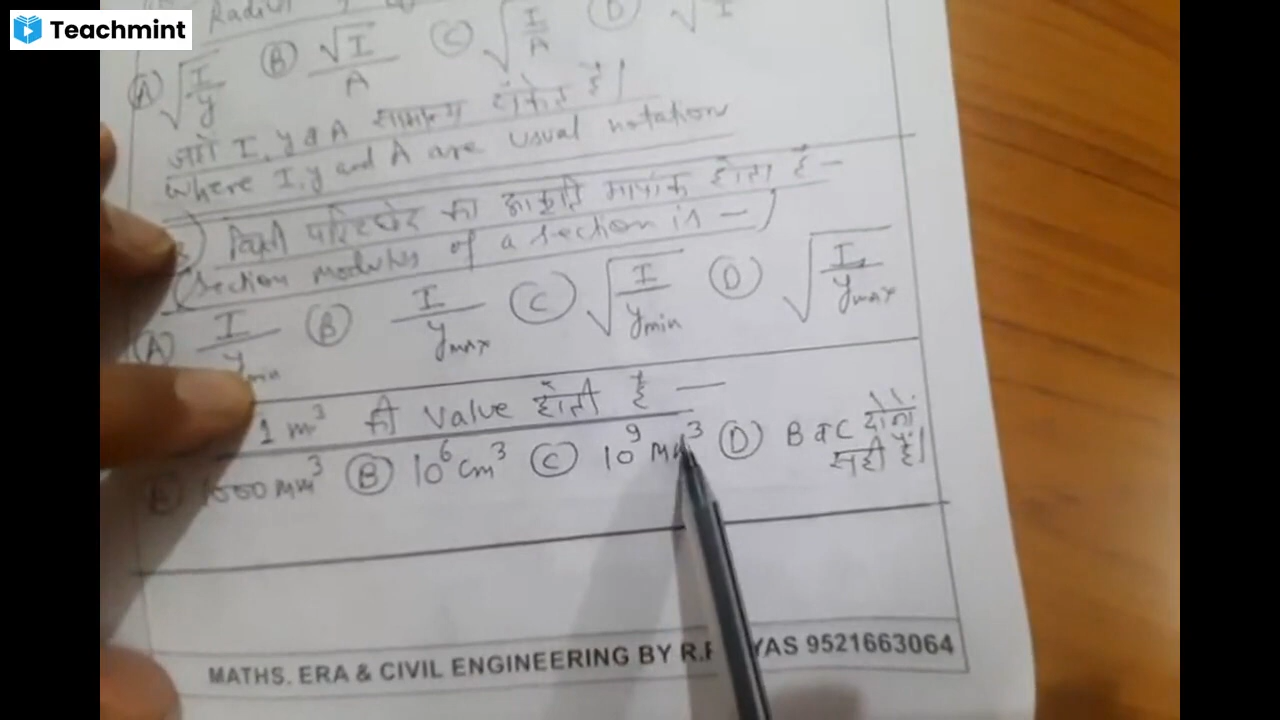 Teachmint
Radius
(A) √I/y (B) √I/A (C) √I/A (D) √I
जहाँ I, y व A सामान्य संकेत है।
where I, y and A are usual notation
किसी परिच्छेद का आकृति मापांक होता है –
(Section modulus of a section is –)
(A) I/ymin (B) I/ymax (C) √I/ymin (D) √I/ymax
1 m³ की value होती है —
1000 mm³ (B) 10⁶ cm³ (C) 10⁹ mm³ (D) B व C दोनों
सही हैं।
MATHS. ERA & CIVIL ENGINEERING BY R. YAS 9521663064